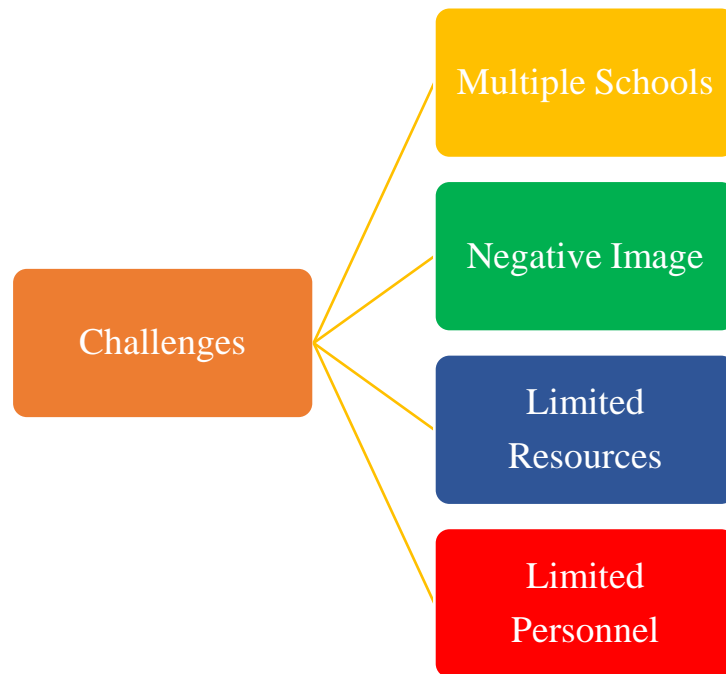 Multiple Schools
Negative Image
Challenges
Limited
Resources
Limited
Personnel